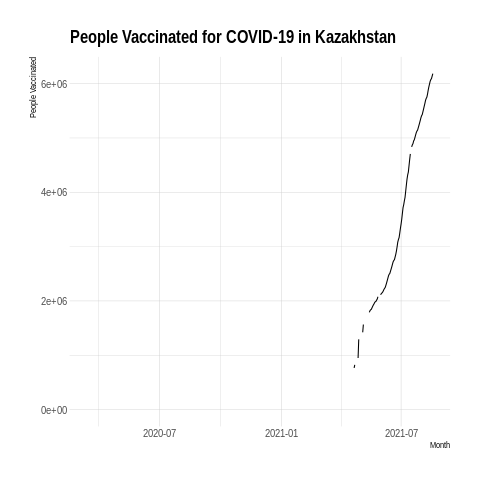 People Vaccinated for COVID-19 in Kazakhstan
People Vaccinated
6e+06
4e+06
2e+06
0e+00
2020-07
2021-01
2021-07
Month